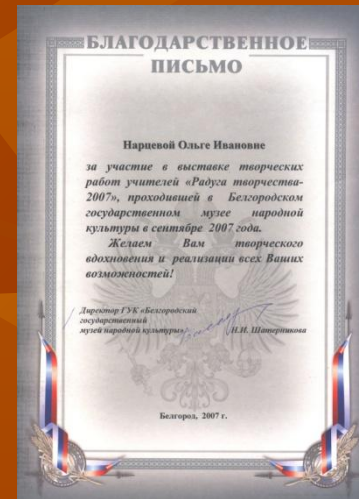 БЛАГОДАРСТВЕННОЕ
ПИСЬМО
Нарцевой Ольге Ивановне
за участие в выставке творческих
работ учителей «Радуга творчества-
2007», проходившей в Белгородском
государственном музее народной
культуры в сентябре 2007 года.
Желаем Вам творческого
вдохновения и реализации всех Ваших
возможностей!
Директор ГУК «Белгородский
государственный
музей народной культуры» Н.И. Шатерникова
Белгород, 2007 г.